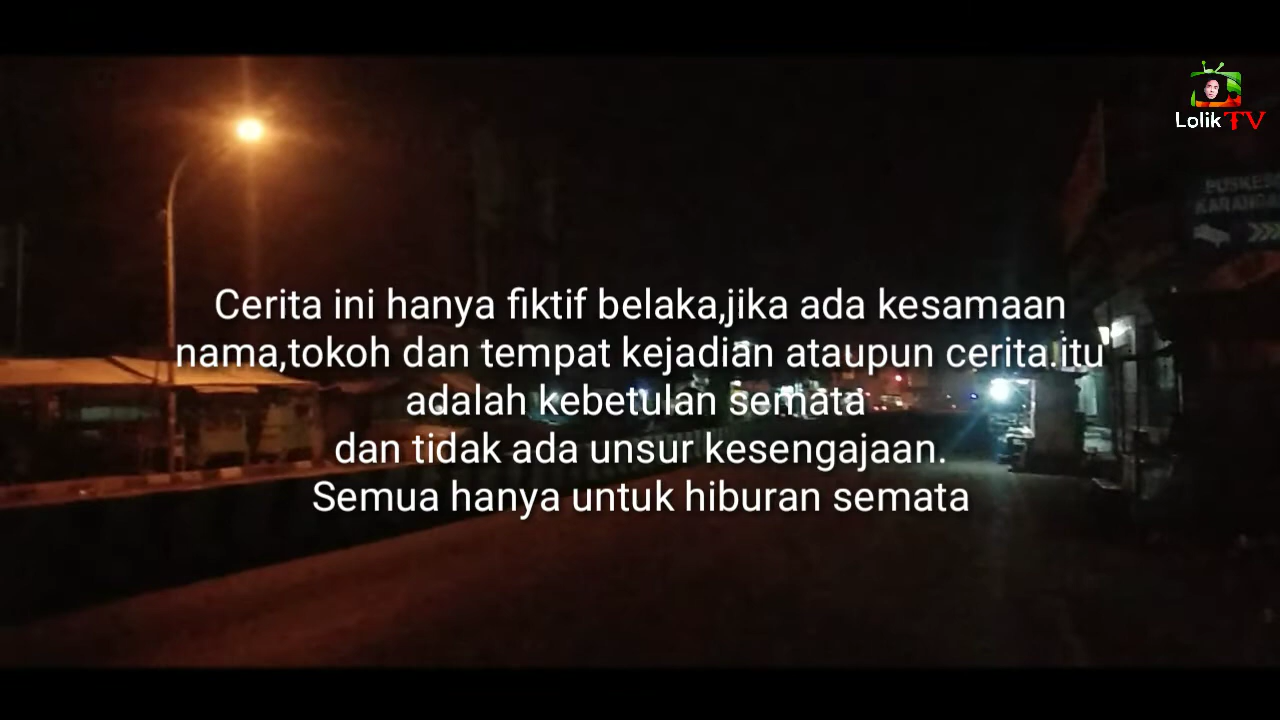 Lolik TV
Cerita ini hanya fiktif belaka,jika ada kesamaan
nama,tokoh dan tempat kejadian ataupun cerita.itu
adalah kebetulan semata
dan tidak ada unsur kesengajaan.
Semua hanya untuk hiburan semata